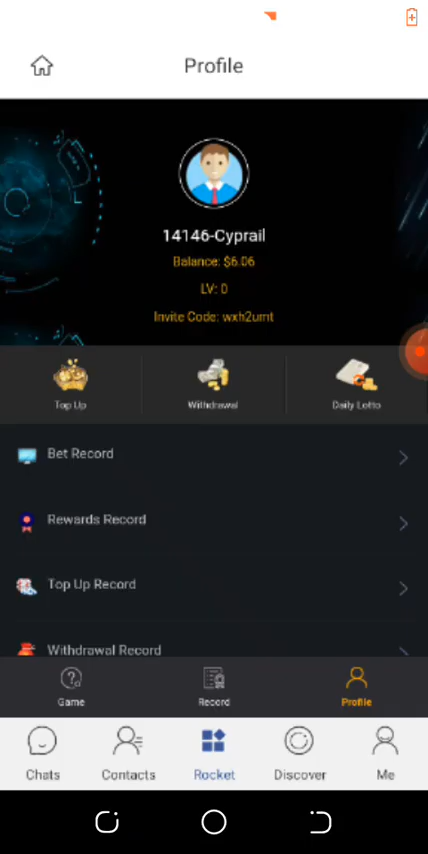 Profile
14146-Cyprail
Balance: $6.06
LV: 0
Invite Code: wxh2umt
Top Up
Withdrawal
Daily Lotto
Bet Record
Rewards Record
Top Up Record
Withdrawal Record
Game
Record
Profile
Chats
Contacts
Rocket
Discover
Me